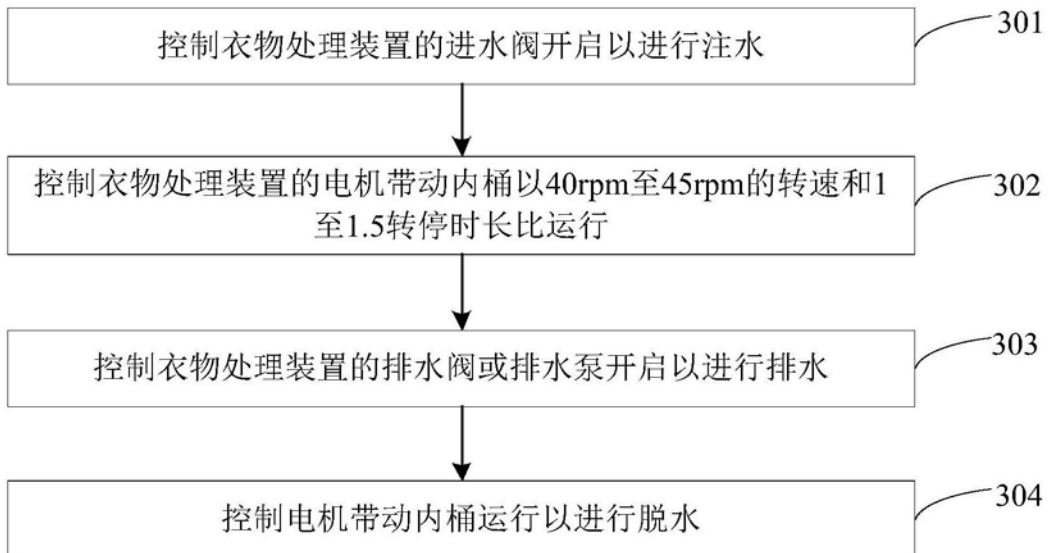 控制衣物处理装置的进水阀开启以进行注水
301
控制衣物处理装置的电机带动内桶以40rpm至45rpm的转速和1
至1.5转停时长比运行
302
控制衣物处理装置的排水阀或排水泵开启以进行排水
303
控制电机带动内桶运行以进行脱水
304